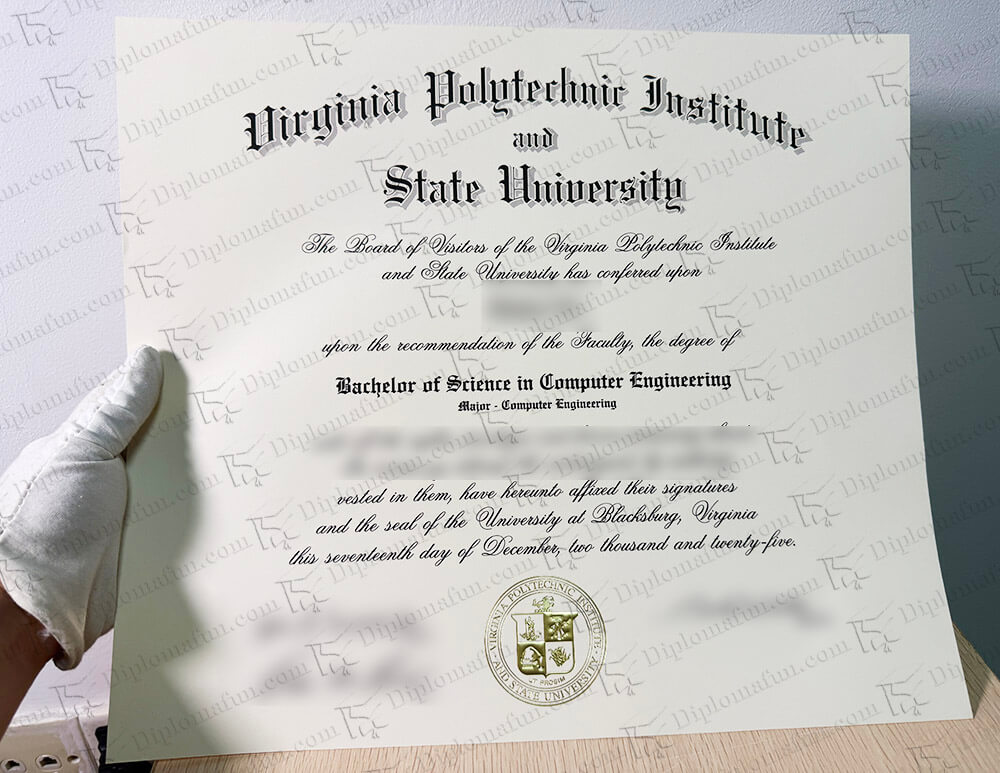 Virginia Polytechnic Institute
and
State University
The Board of Visitors of the Virginia Polytechnic Institute
and State University has conferred upon
upon the recommendation of the Faculty, the degree of
Bachelor of Science in Computer Engineering
Major - Computer Engineering
vested in them, have hereunto affixed their signatures
and the seal of the University at Blacksburg, Virginia
this seventeenth day of December, two thousand and twenty-five.
VIRGINIA POLYTECHNIC INSTITUTE
AND STATE UNIVERSITY
UT PROSIM
Diplomafun.com